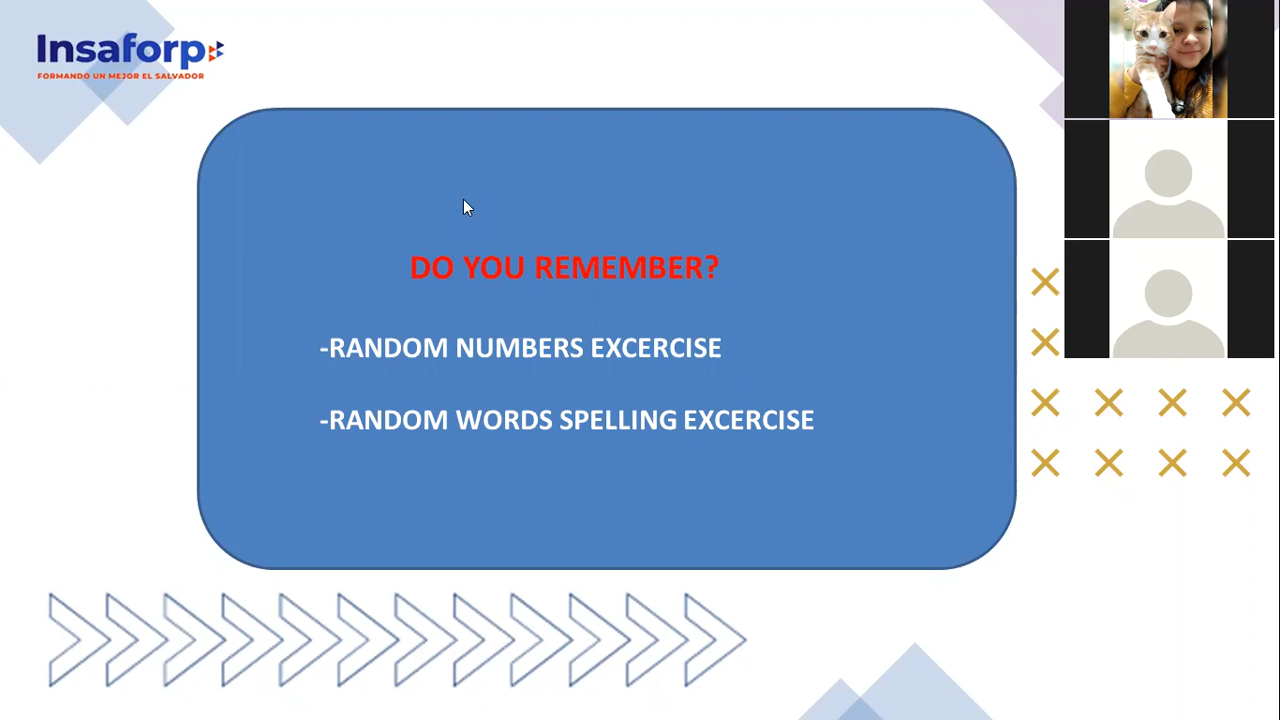 Insaforp
FORMANDO UN MEJOR EL SALVADOR
DO YOU REMEMBER?
-RANDOM NUMBERS EXCERCISE
-RANDOM WORDS SPELLING EXCERCISE